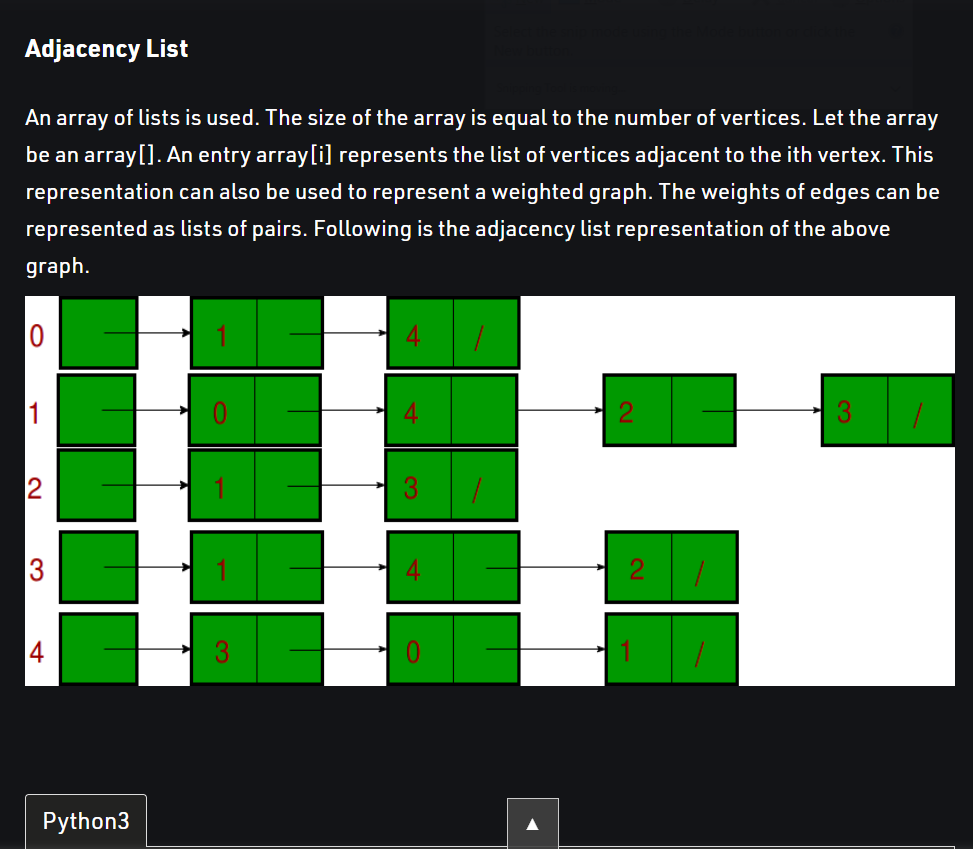 Adjacency List
An array of lists is used. The size of the array is equal to the number of vertices. Let the array
be an array[]. An entry array[i] represents the list of vertices adjacent to the ith vertex. This
representation can also be used to represent a weighted graph. The weights of edges can be
represented as lists of pairs. Following is the adjacency list representation of the above
graph.
0 1 4 /
1 0 4 2 3 /
2 1 3 /
3 1 4 2 /
4 3 0 1 /
Python3
▲